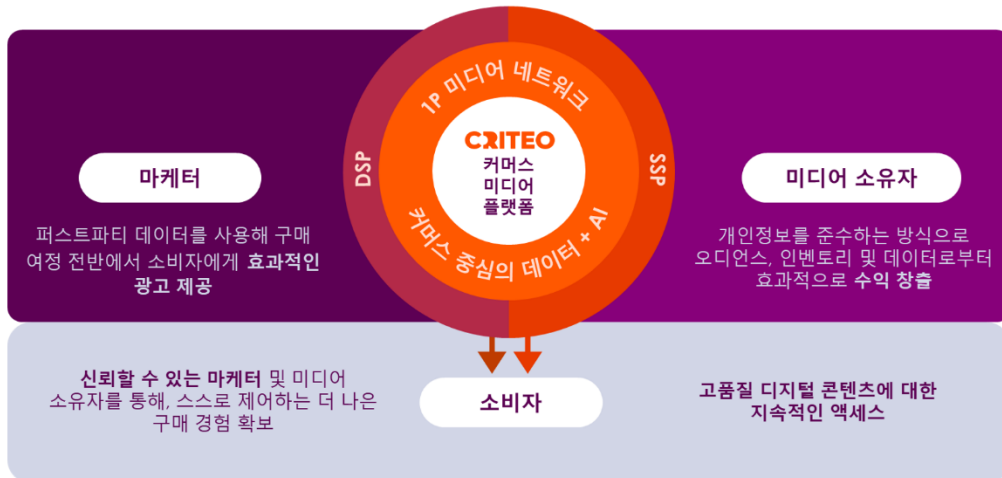 1P 미디어 네트워크
DSP
SSP
CRITEO
커머스
미디어
플랫폼
커머스 중심의 데이터 + AI
마케터
퍼스트파티 데이터를 사용해 구매
여정 전반에서 소비자에게 효과적인
광고 제공
미디어 소유자
개인정보를 준수하는 방식으로
오디언스, 인벤토리 및 데이터로부터
효과적으로 수익 창출
신뢰할 수 있는 마케터 및 미디어
소유자를 통해, 스스로 제어하는 더 나은
구매 경험 확보
소비자
고품질 디지털 콘텐츠에 대한
지속적인 액세스